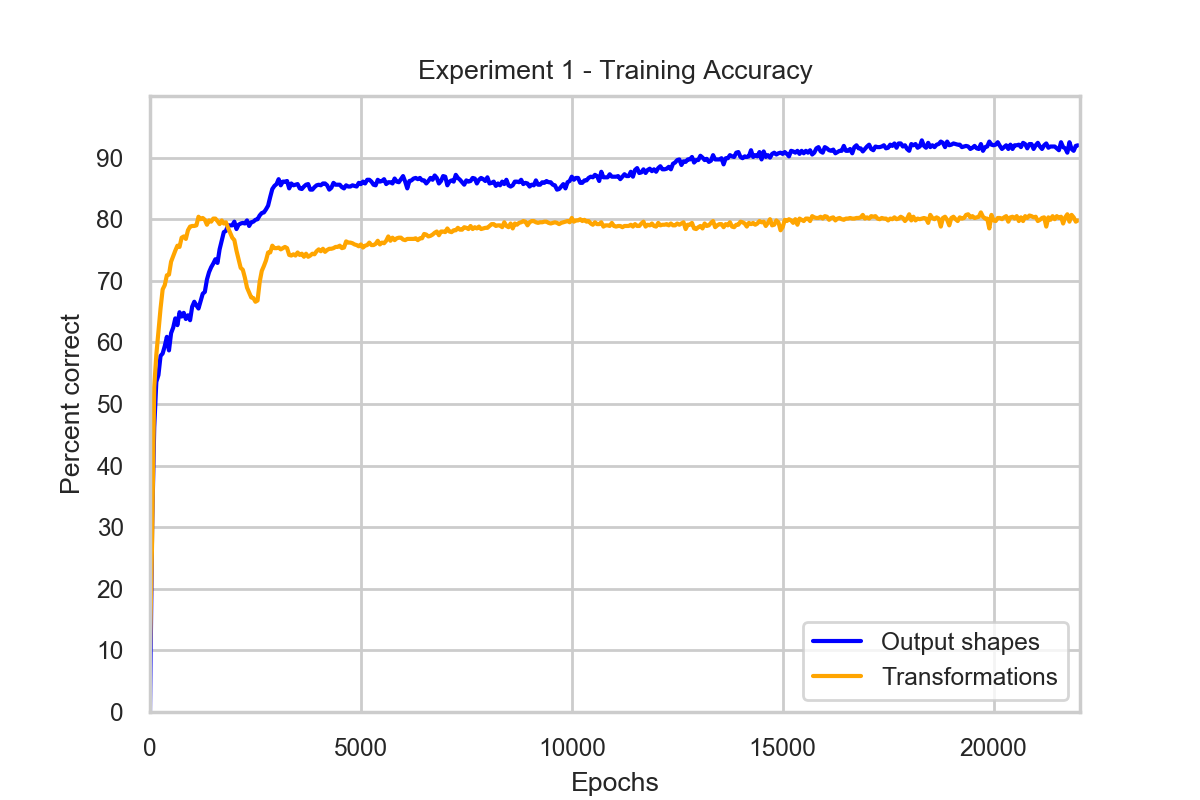 Experiment 1 - Training Accuracy
Percent correct
90
80
70
60
50
40
30
20
10
0
0 5000 10000 15000 20000
Epochs
Output shapes
Transformations